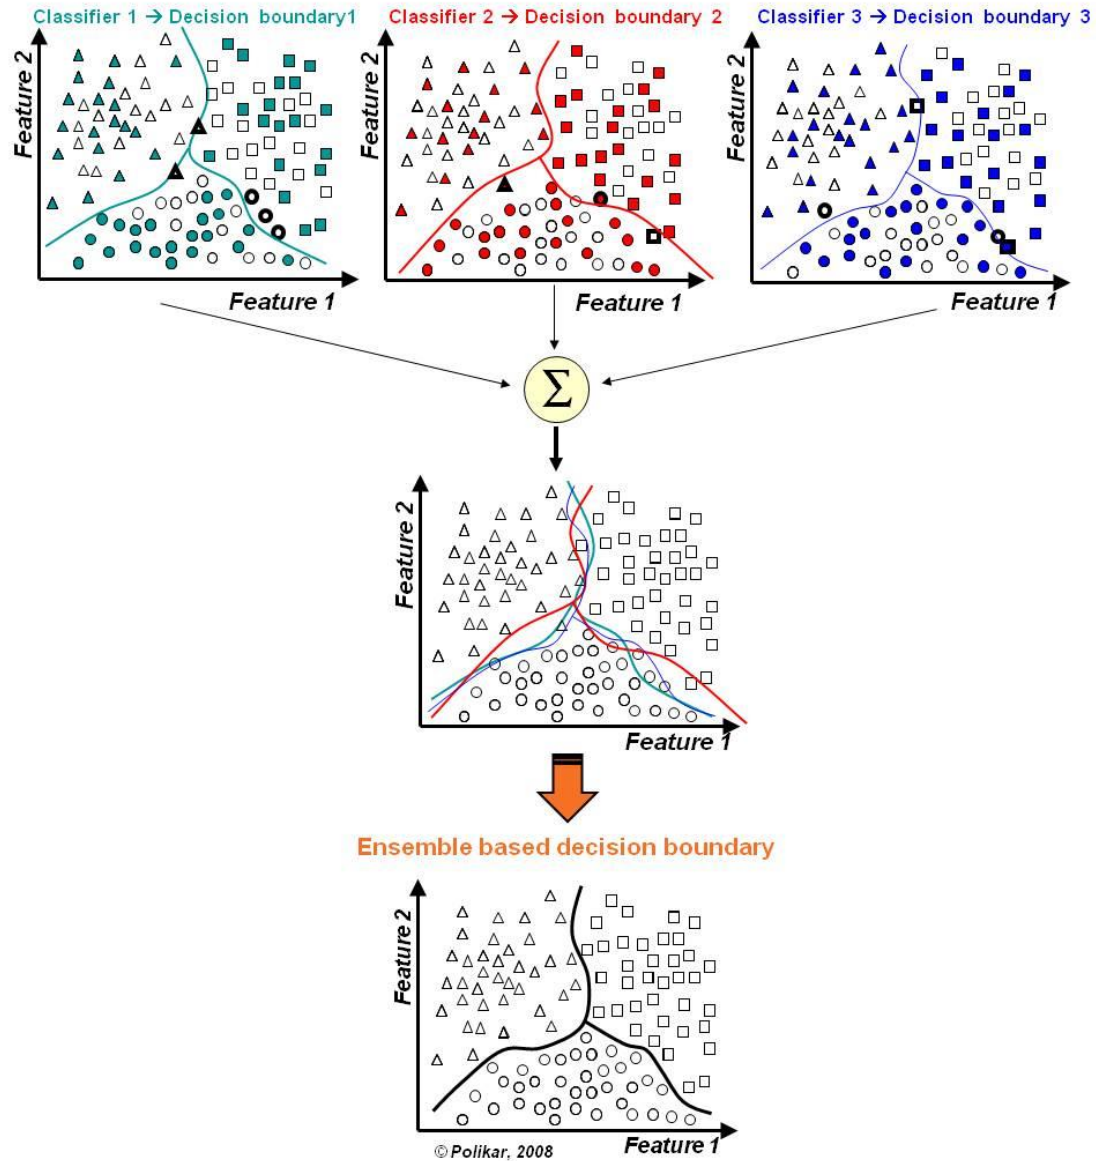 Classifier 1 → Decision boundary1
Classifier 2 → Decision boundary 2
Classifier 3 → Decision boundary 3
Feature 2
Feature 1
Feature 2
Feature 1
Feature 2
Feature 1
Σ
Feature 2
Feature 1
Ensemble based decision boundary
Feature 2
Feature 1
© Polikar, 2008